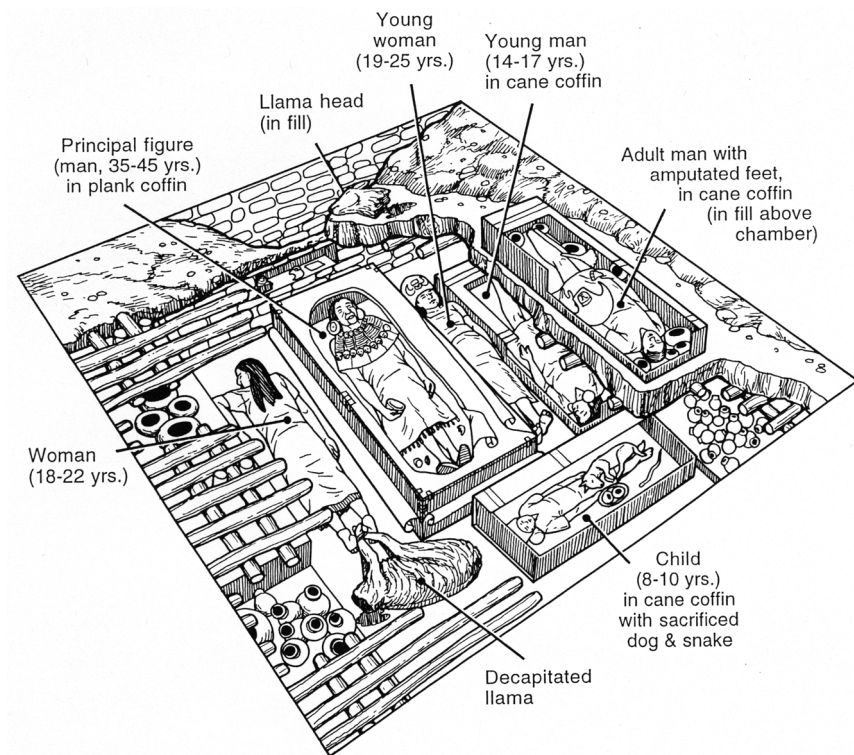 Young
woman
(19-25 yrs.)
Young man
(14-17 yrs.)
in cane coffin
Llama head
(in fill)
Principal figure
(man, 35-45 yrs.)
in plank coffin
Adult man with
amputated feet,
in cane coffin
(in fill above
chamber)
Woman
(18-22 yrs.)
Child
(8-10 yrs.)
in cane coffin
with sacrificed
dog & snake
Decapitated
llama